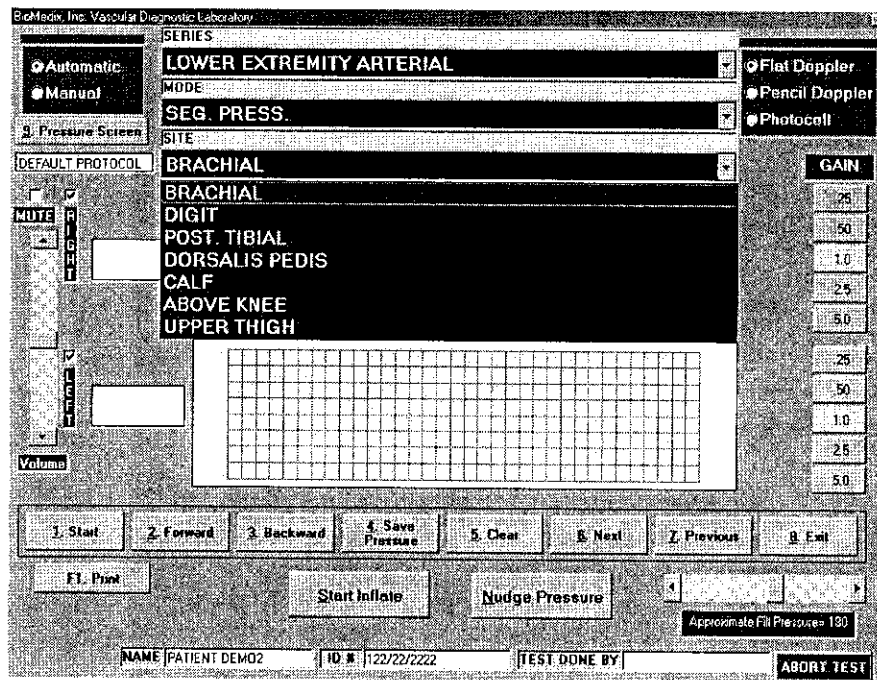 BioMedix, Inc. Vascular Diagnostic Laboratory
Automatic
Manual
9. Pressure Screen
SERIES
LOWER EXTREMITY ARTERIAL
MODE
SEG. PRESS.
SITE
BRACHIAL
Flat Doppler
Pencil Doppler
Photocell
DEFAULT PROTOCOL
BRACHIAL
DIGIT
POST. TIBIAL
DORSALIS PEDIS
CALF
ABOVE KNEE
UPPER THIGH
MUTE
RIGHT
LEFT
Volume
GAIN
.25
.50
1.0
2.5
5.0
.25
.50
1.0
2.5
5.0
1. Start
2. Forward
3. Backward
4. Save Pressure
5. Clear
6. Next
7. Previous
8. Exit
F1. Print
Start Inflate
Nudge Pressure
Approximate Fill Pressure= 180
NAME PATIENT DEMO2
ID # 122/22/2222
TEST DONE BY
ABORT TEST